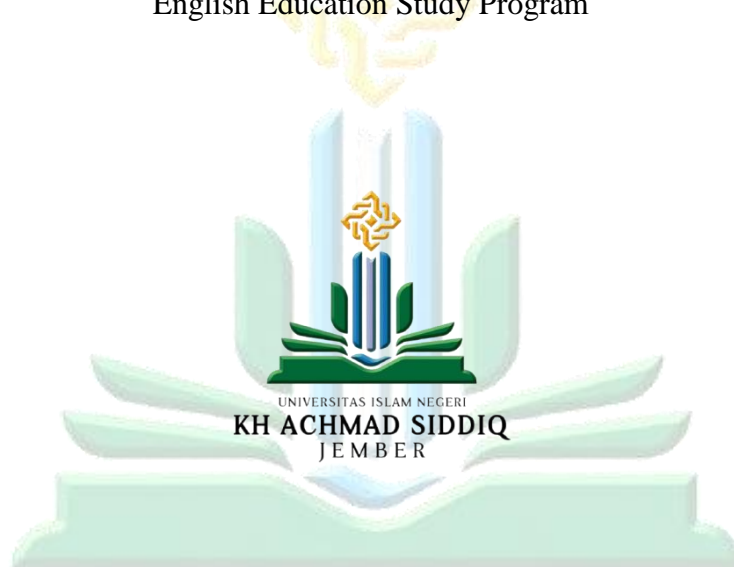 English Education Study Program
UNIVERSITAS ISLAM NEGERI
KH ACHMAD SIDDIQ
JEMBER